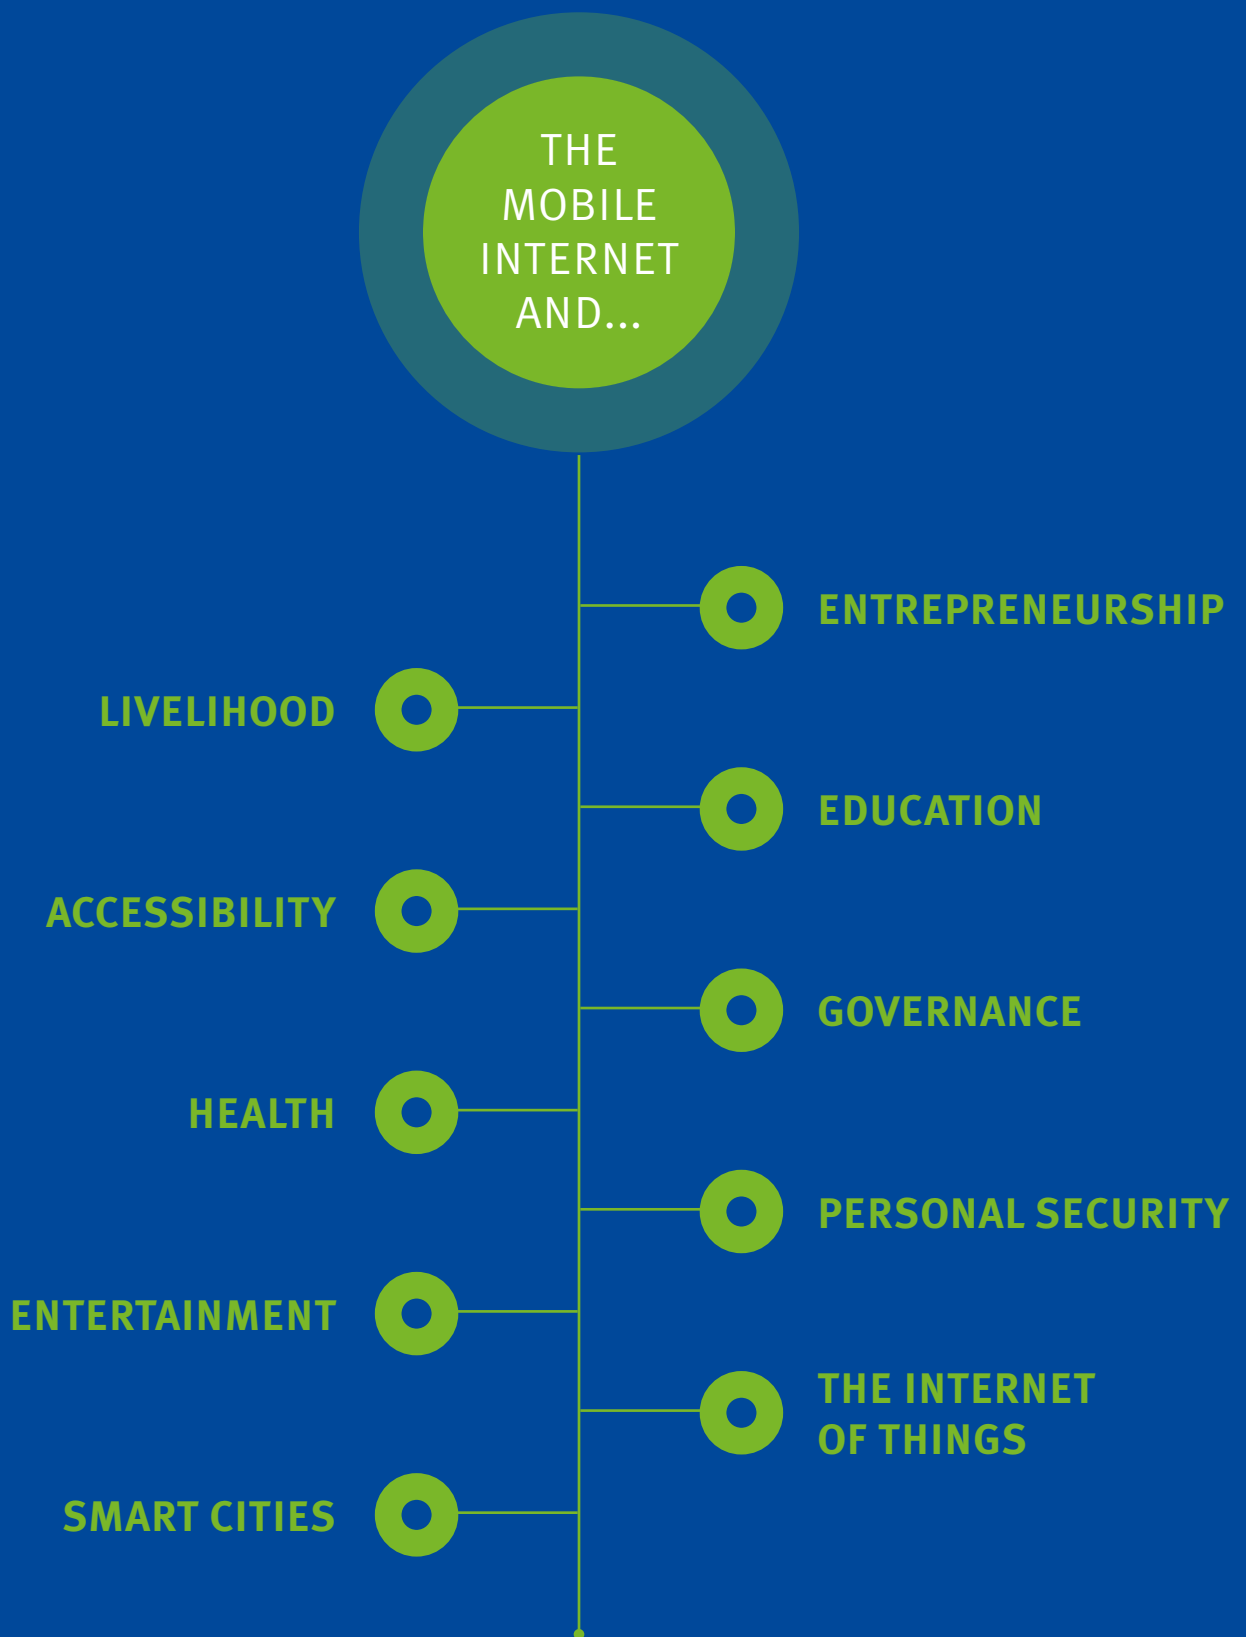 THE
MOBILE
INTERNET
AND...
ENTREPRENEURSHIP
LIVELIHOOD
EDUCATION
ACCESSIBILITY
GOVERNANCE
HEALTH
PERSONAL SECURITY
ENTERTAINMENT
THE INTERNET
OF THINGS
SMART CITIES